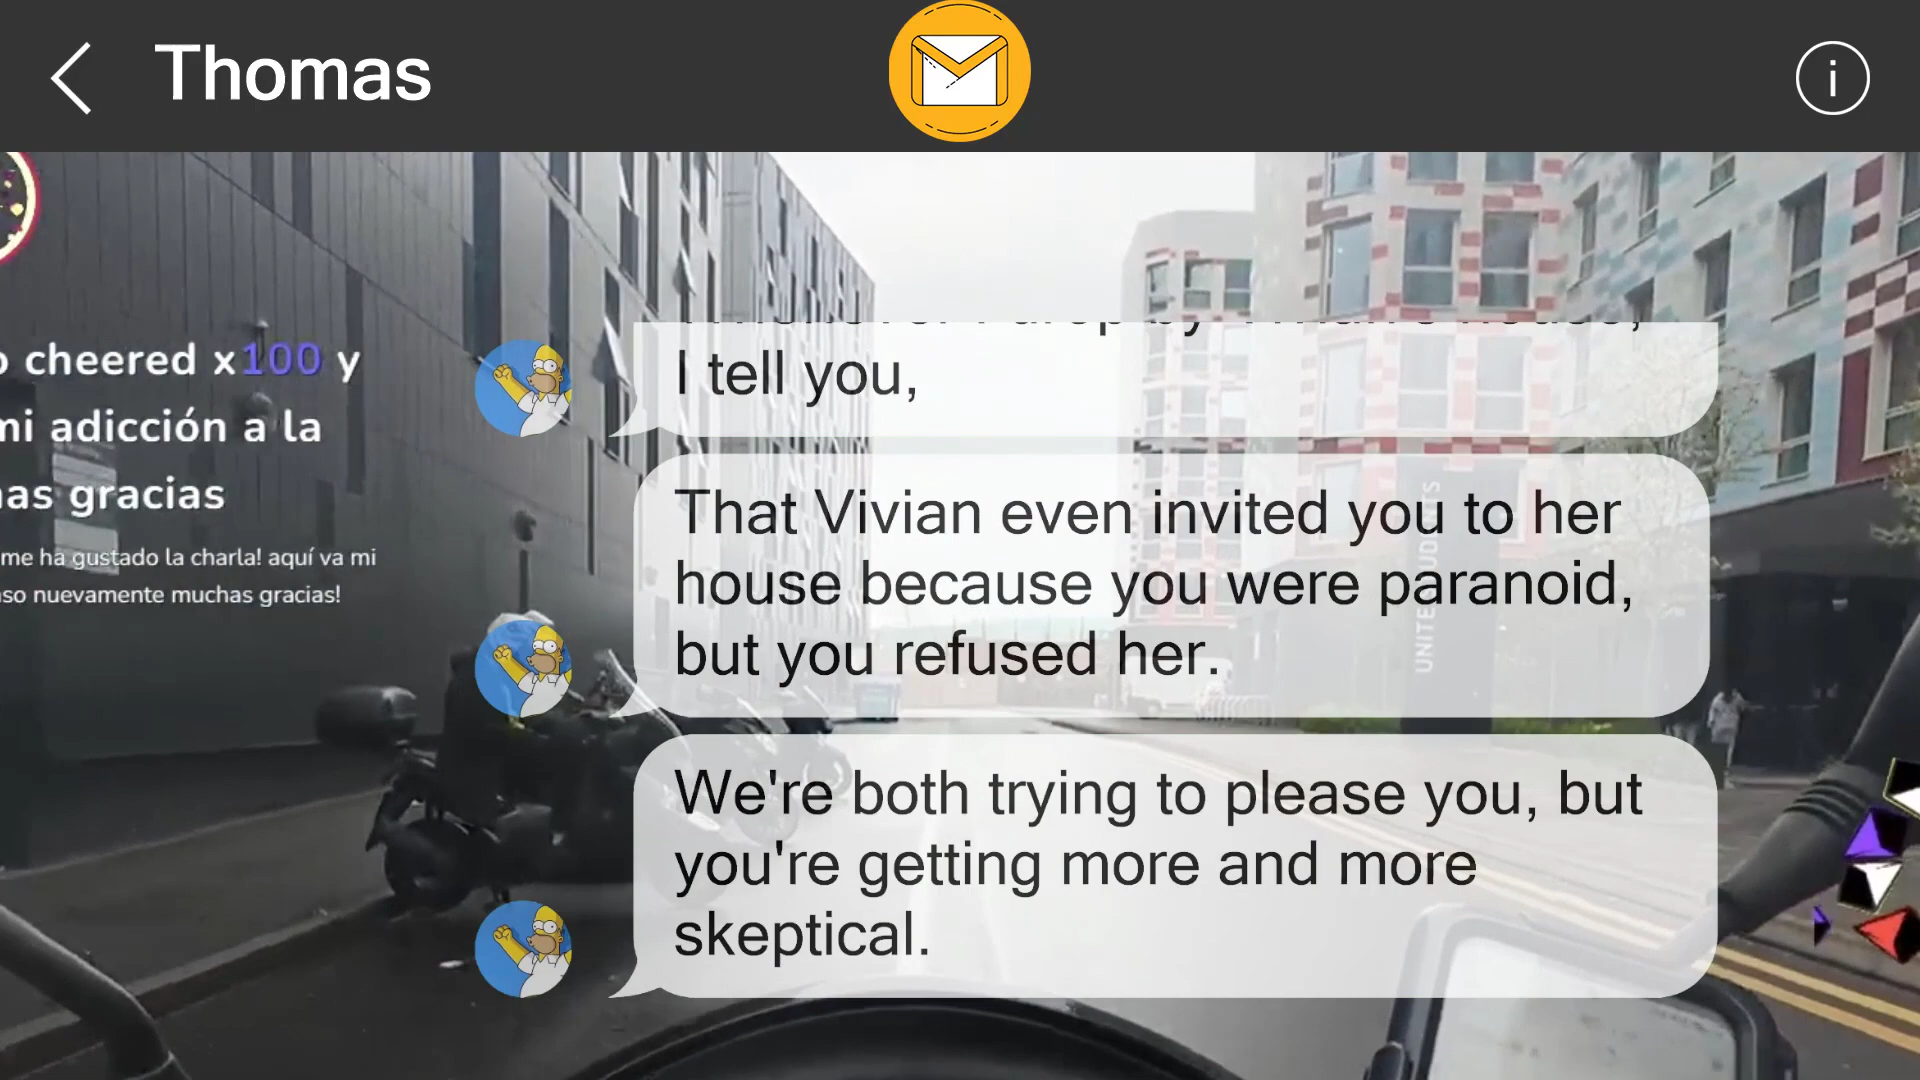 Thomas
cheered x100 y
mi adicción a la
gracias
me ha gustado la charla! aquí va mi
nuevamente muchas gracias!
I tell you,
That Vivian even invited you to her
house because you were paranoid,
but you refused her.
We're both trying to please you, but
you're getting more and more
skeptical.